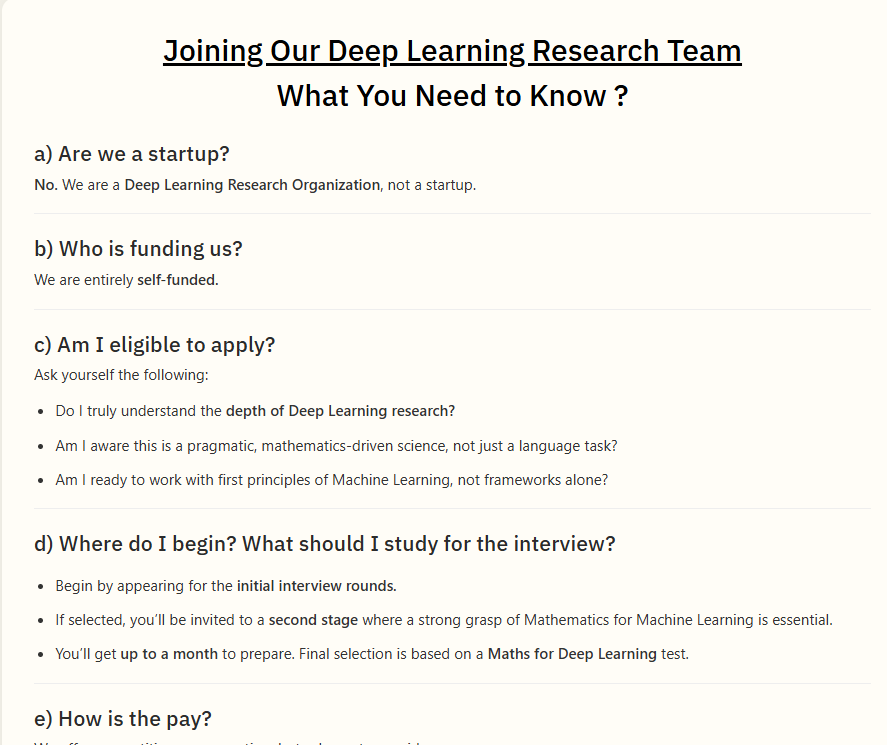 Joining Our Deep Learning Research Team
What You Need to Know ?
a) Are we a startup?
No. We are a Deep Learning Research Organization, not a startup.
b) Who is funding us?
We are entirely self-funded.
c) Am I eligible to apply?
Ask yourself the following:
Do I truly understand the depth of Deep Learning research?
Am I aware this is a pragmatic, mathematics-driven science, not just a language task?
Am I ready to work with first principles of Machine Learning, not frameworks alone?
d) Where do I begin? What should I study for the interview?
Begin by appearing for the initial interview rounds.
If selected, you’ll be invited to a second stage where a strong grasp of Mathematics for Machine Learning is essential.
You’ll get up to a month to prepare. Final selection is based on a Maths for Deep Learning test.
e) How is the pay?